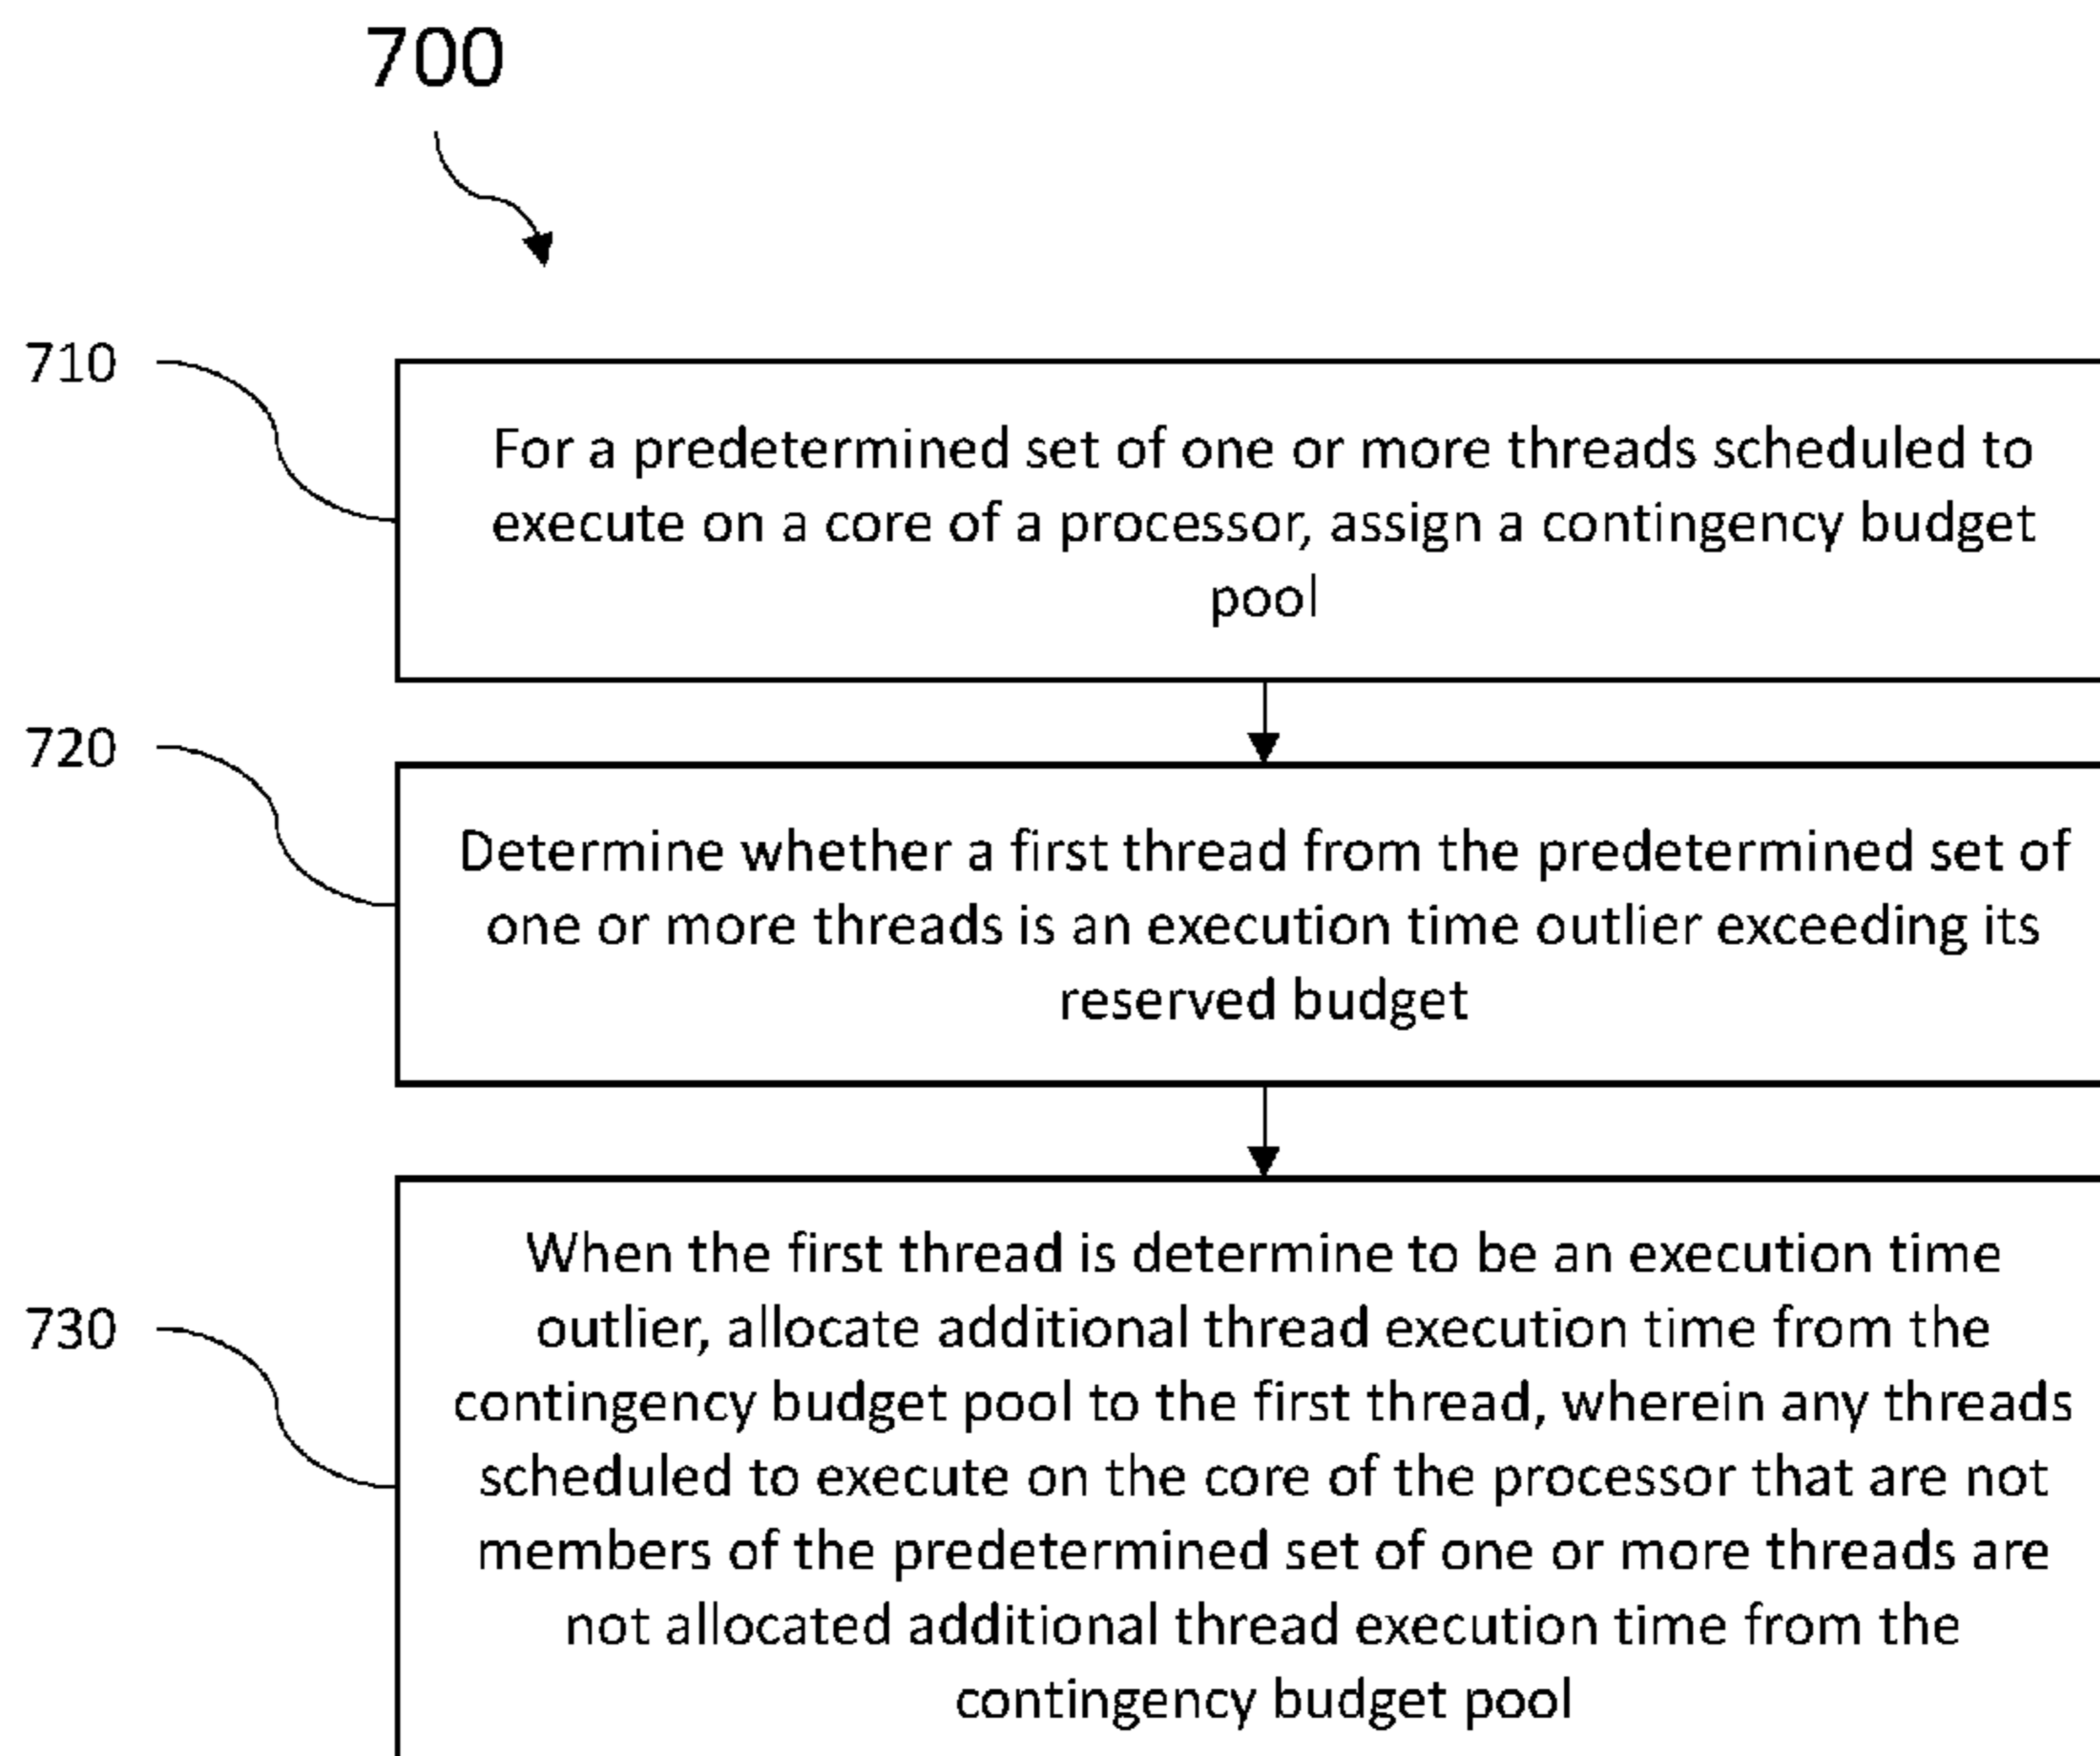 700
710
For a predetermined set of one or more threads scheduled to
execute on a core of a processor, assign a contingency budget
pool
720
Determine whether a first thread from the predetermined set of
one or more threads is an execution time outlier exceeding its
reserved budget
730
When the first thread is determine to be an execution time
outlier, allocate additional thread execution time from the
contingency budget pool to the first thread, wherein any threads
scheduled to execute on the core of the processor that are not
members of the predetermined set of one or more threads are
not allocated additional thread execution time from the
contingency budget pool